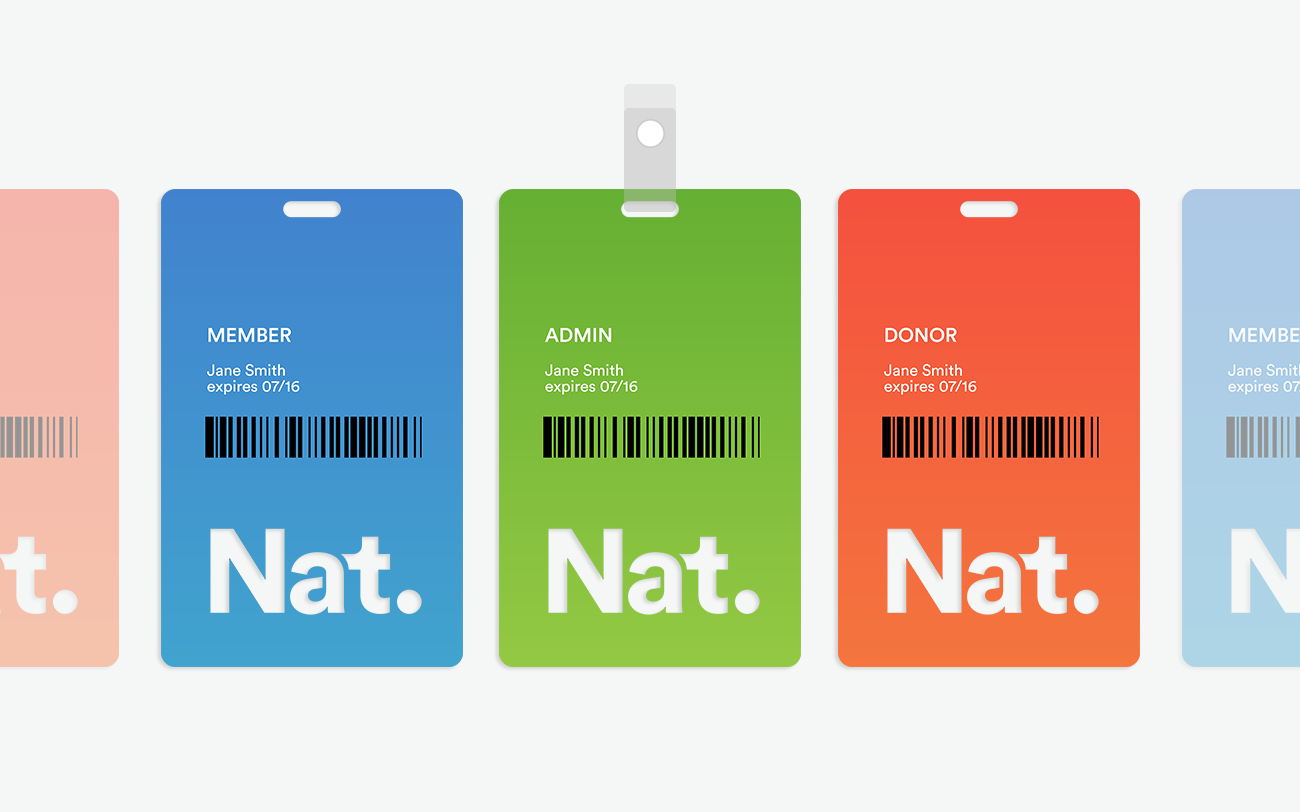 t.
MEMBER
Jane Smith
expires 07/16
Nat.
ADMIN
Jane Smith
expires 07/16
Nat.
DONOR
Jane Smith
expires 07/16
Nat.
MEMBE
Jane Smit
expires 07
N